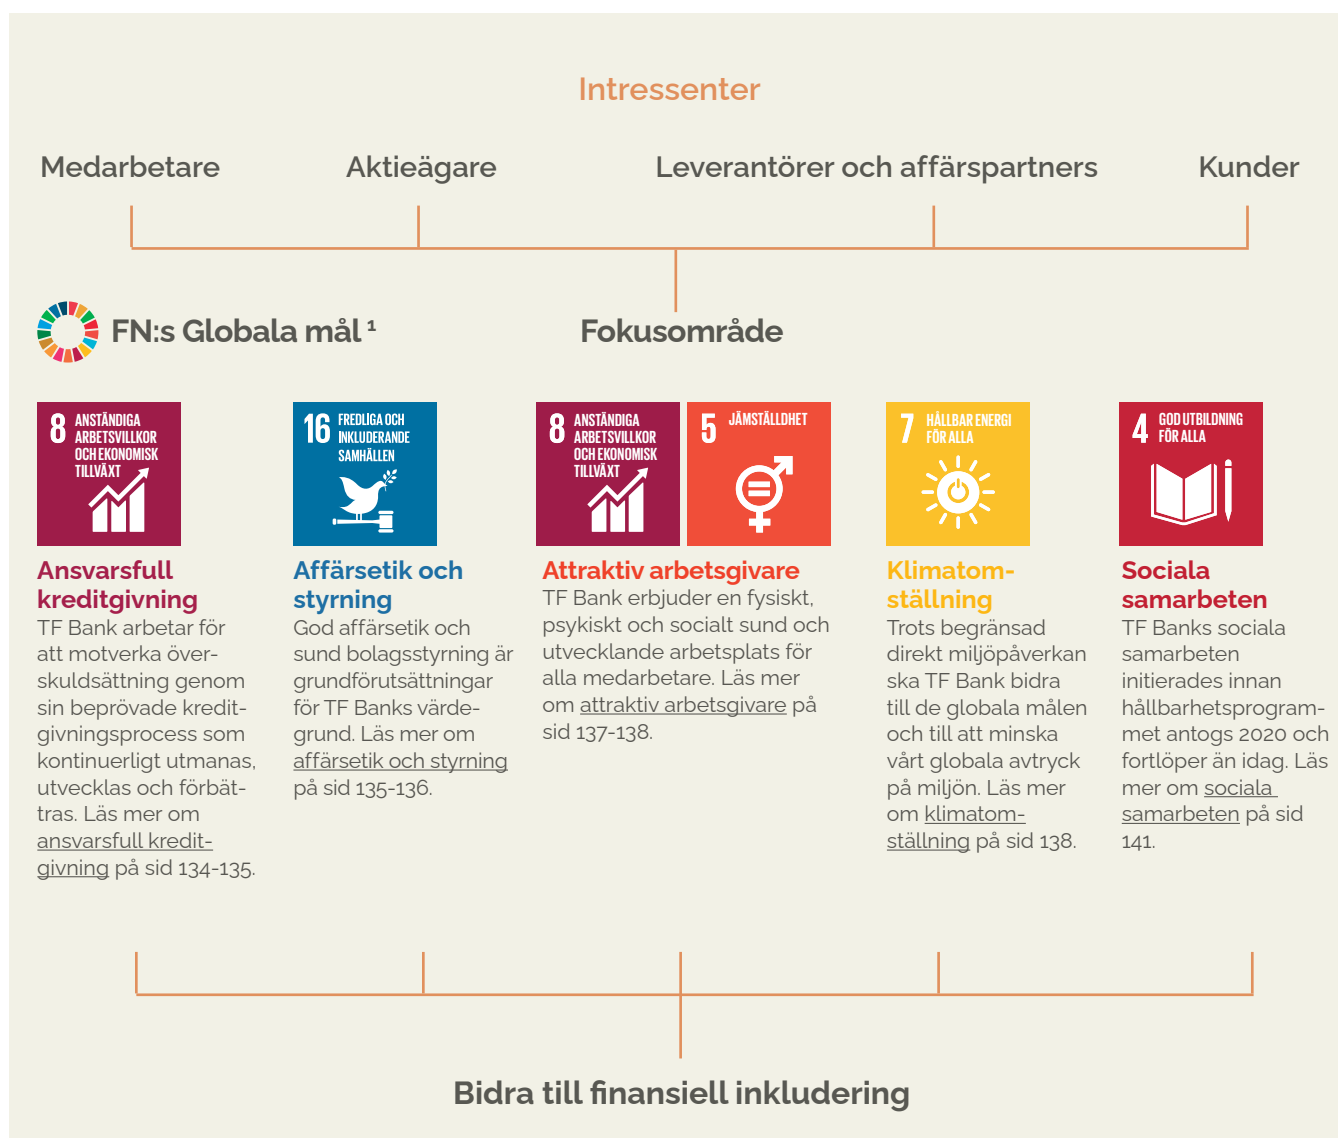 Intressenter
Medarbetare
Aktieägare
Leverantörer och affärspartners
Kunder
FN:s Globala mål ¹
Fokusområde
8 ANSTÄNDIGA
ARBETSVILLKOR
OCH EKONOMISK
TILLVÄXT
Ansvarsfull
kreditgivning
TF Bank arbetar för
att motverka över-
skuldsättning genom
sin beprövade kredit-
givningsprocess som
kontinuerligt utmanas,
utvecklas och förbätt-
tras. Läs mer om
ansvarsfull kredit-
givning på sid 134-135.
16 FREDLIGA OCH
INKLUDERANDE
SAMHÄLLEN
Affärsetik och
styrning
God affärsetik och
sund bolagsstyrning är
grundförutsättningar
för TF Banks värde-
grund. Läs mer om
affärsetik och styrning
på sid 135-136.
8 ANSTÄNDIGA
ARBETSVILLKOR
OCH EKONOMISK
TILLVÄXT
5 JÄMSTÄLLDHET
Attraktiv arbetsgivare
TF Bank erbjuder en fysiskt,
psykiskt och socialt sund och
utvecklande arbetsplats för
alla medarbetare. Läs mer
om attraktiv arbetsgivare på
sid 137-138.
7 HÅLLBAR ENERGI
FÖR ALLA
Klimatom-
ställning
Trots begränsad
direkt miljöpåverkan
ska TF Bank bidra
till de globala målen
och till att minska
vårt globala avtryck
på miljön. Läs mer
om klimatom-
ställning på sid 138.
4 GOD UTBILDNING
FÖR ALLA
Sociala
samarbeten
TF Banks sociala
samarbeten
initierades innan
hållbarhetsprogram-
met antogs 2020 och
fortlöper än idag. Läs
mer om sociala
samarbeten på sid
141.
Bidra till finansiell inkludering